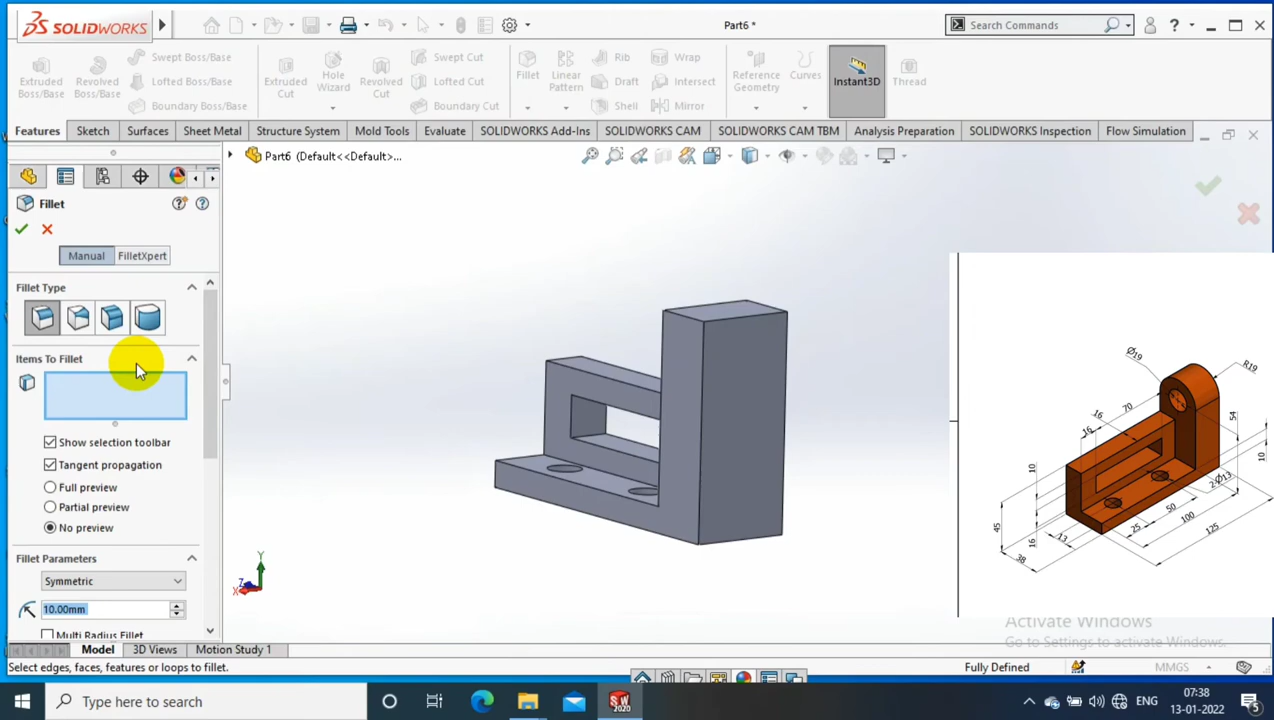 SOLIDWORKS
Part6 *
Search Commands
Extruded Boss/Base
Revolved Boss/Base
Swept Boss/Base
Lofted Boss/Base
Boundary Boss/Base
Extruded Cut
Hole Wizard
Revolved Cut
Swept Cut
Lofted Cut
Boundary Cut
Fillet
Linear Pattern
Rib
Draft
Shell
Wrap
Intersect
Mirror
Reference Geometry
Curves
Instant3D
Thread
Features Sketch Surfaces Sheet Metal Structure System Mold Tools Evaluate SOLIDWORKS Add-Ins SOLIDWORKS CAM SOLIDWORKS CAM TBM Analysis Preparation SOLIDWORKS Inspection Flow Simulation
Part6 (Default<<Default>...
Fillet
Manual FilletXpert
Fillet Type
Items To Fillet
Show selection toolbar
Tangent propagation
Full preview
Partial preview
No preview
Fillet Parameters
Symmetric
10.00mm
Multi Radius Fillet
Y
Z
X
Ø19
R19
70
16
16
54
10
10
2-Ø13
45
16
13
38
25
50
100
125
Activate Windows
Go to Settings to activate Windows.
Model 3D Views Motion Study 1
Select edges, faces, features or loops to fillet.
Fully Defined
MMGS
Type here to search
SW
2020
ENG
07:38
13-01-2022
5